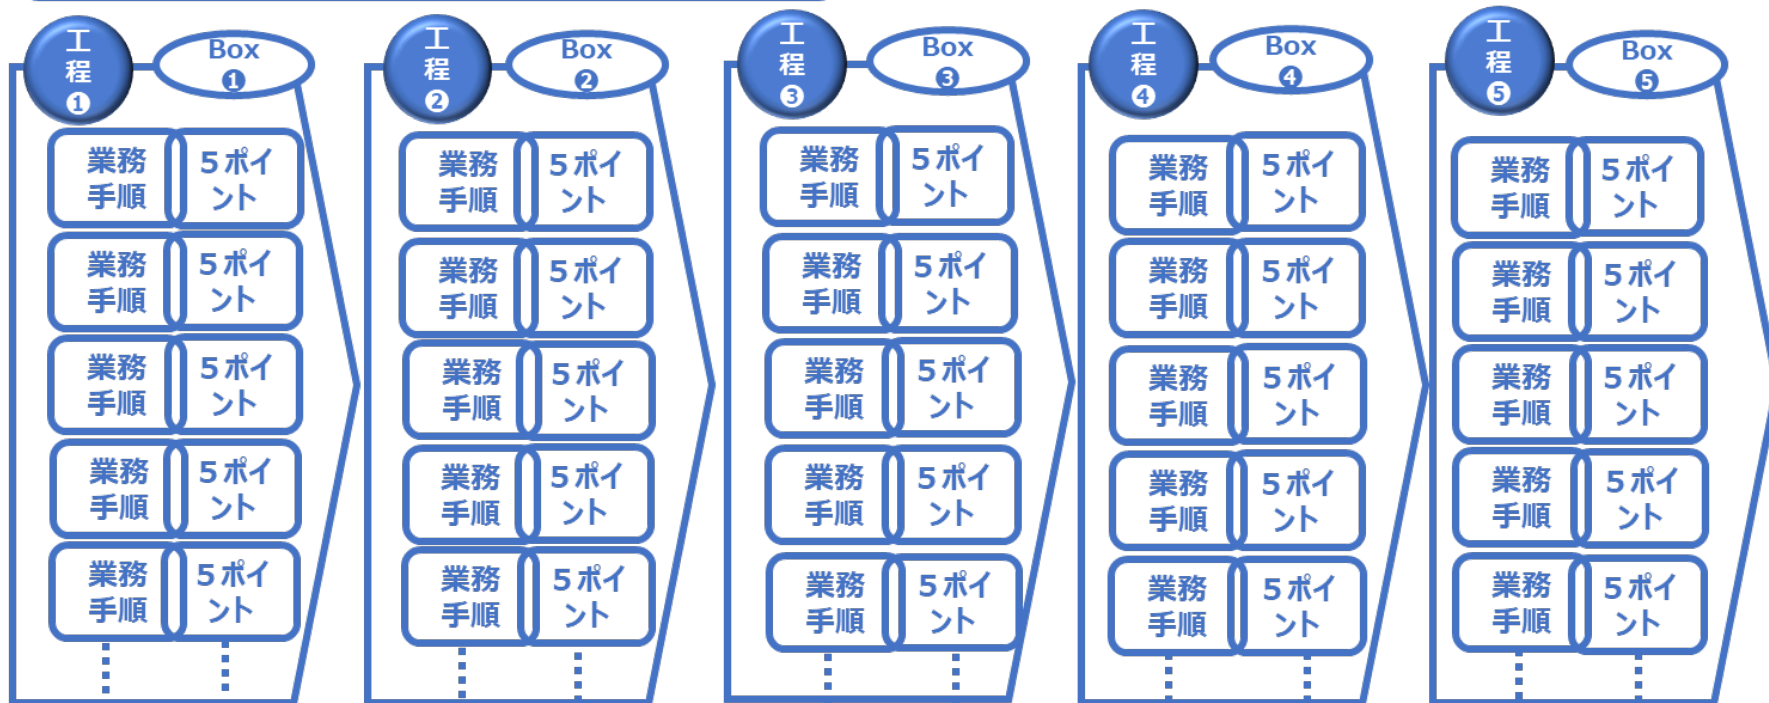 工
程
❶
Box
❶
業務
手順
５ポイ
ント
業務
手順
５ポイ
ント
業務
手順
５ポイ
ント
業務
手順
５ポイ
ント
業務
手順
５ポイ
ント
工
程
❷
Box
❷
業務
手順
５ポイ
ント
業務
手順
５ポイ
ント
業務
手順
５ポイ
ント
業務
手順
５ポイ
ント
業務
手順
５ポイ
ント
工
程
❸
Box
❸
業務
手順
５ポイ
ント
業務
手順
５ポイ
ント
業務
手順
５ポイ
ント
業務
手順
５ポイ
ント
業務
手順
５ポイ
ント
工
程
❹
Box
❹
業務
手順
５ポイ
ント
業務
手順
５ポイ
ント
業務
手順
５ポイ
ント
業務
手順
５ポイ
ント
業務
手順
５ポイ
ント
工
程
❺
Box
❺
業務
手順
５ポイ
ント
業務
手順
５ポイ
ント
業務
手順
５ポイ
ント
業務
手順
５ポイ
ント
業務
手順
５ポイ
ント